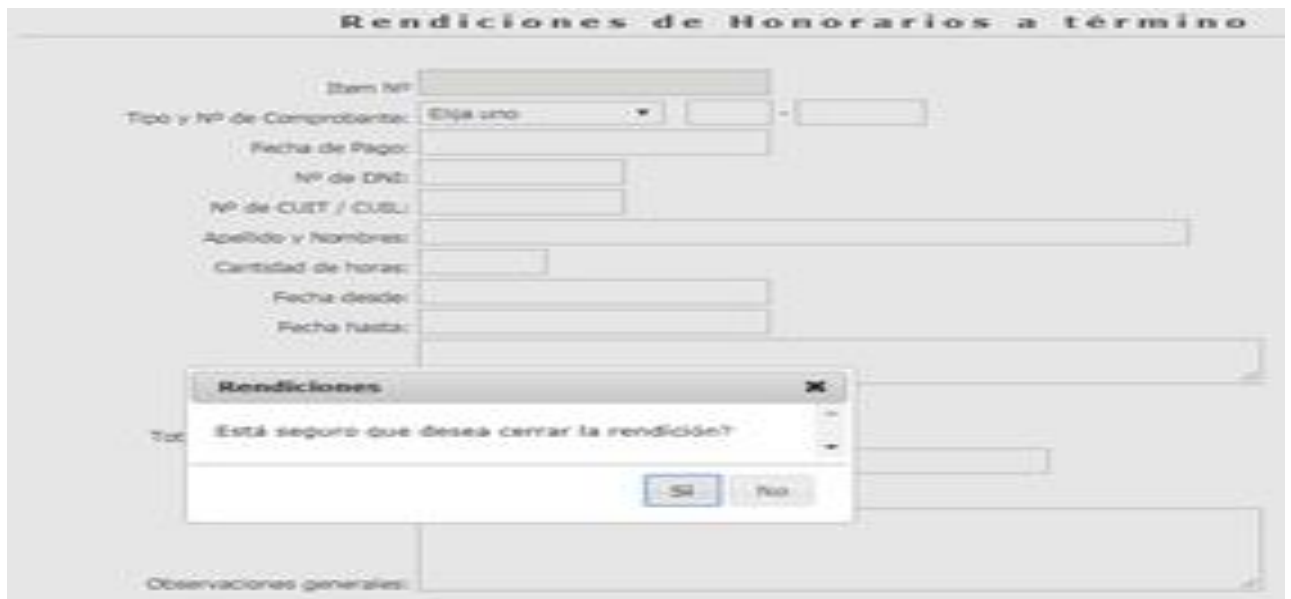 Rendiciones de Honorarios a término
Item Nº
Tipo y Nº de Comprobante: Elija uno -
Fecha de Pago:
Nº de DNI:
Nº de CUIT / CUIL:
Apellido y Nombres:
Cantidad de horas:
Fecha desde:
Fecha hasta:
Rendiciones
Tot
Está seguro que desea cerrar la rendición?
Si No
Observaciones generales: